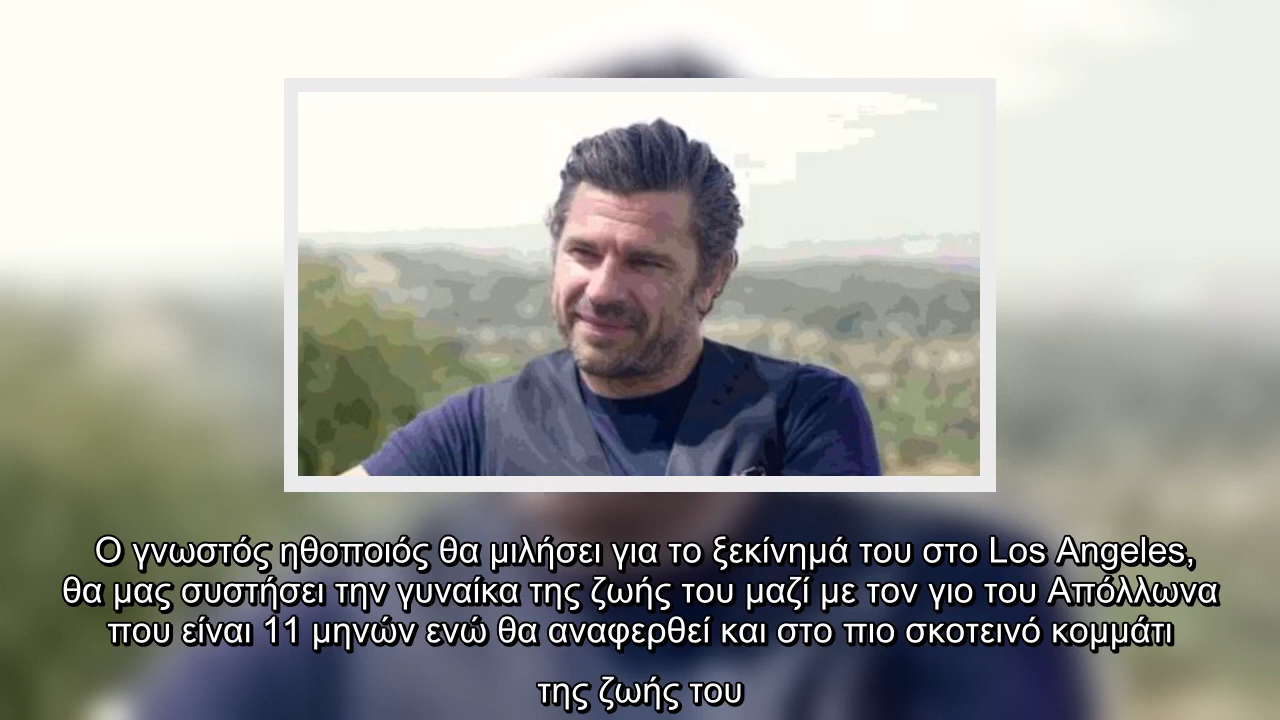 Ο γνωστός ηθοποιός θα μιλήσει για το ξεκίνημά του στο Los Angeles,
θα μας συστήσει την γυναίκα της ζωής του μαζί με τον γιο του Απόλλωνα
που είναι 11 μηνών ενώ θα αναφερθεί και στο πιο σκοτεινό κομμάτι
της ζωής του